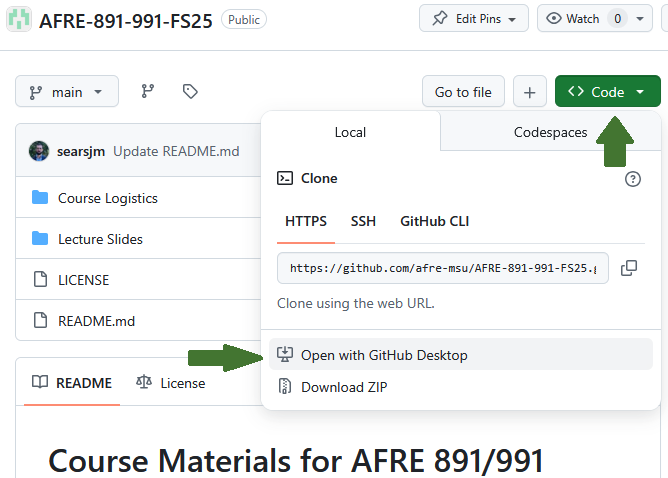 AFRE-891-991-FS25 Public Edit Pins Watch 0
main Go to file Code
Local Codespaces
searsjm Update README.md
Clone
Course Logistics
HTTPS SSH GitHub CLI
Lecture Slides
https://github.com/afre-msu/AFRE-891-991-FS25.g
LICENSE
Clone using the web URL.
README.md
Open with GitHub Desktop
README License
Download ZIP
Course Materials for AFRE 891/991